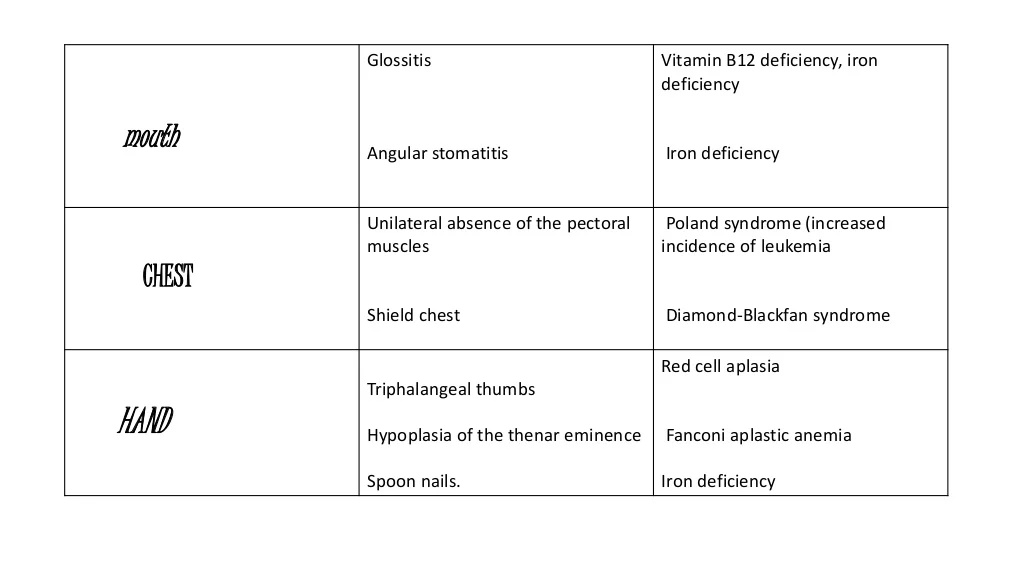 mouth
Glossitis
Vitamin B12 deficiency, iron
deficiency
Angular stomatitis
Iron deficiency
CHEST
Unilateral absence of the pectoral
muscles
Poland syndrome (increased
incidence of leukemia
Shield chest
Diamond-Blackfan syndrome
HAND
Red cell aplasia
Triphalangeal thumbs
Hypoplasia of the thenar eminence
Fanconi aplastic anemia
Spoon nails.
Iron deficiency